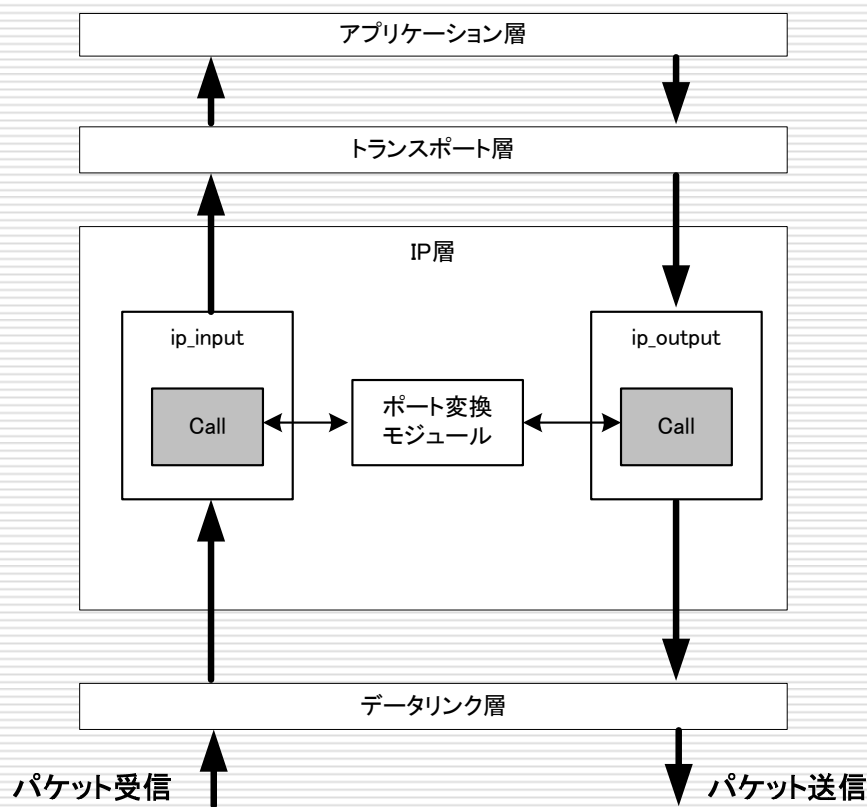 アプリケーション層
トランスポート層
IP層
ip_input
ip_output
Call
ポート変換
モジュール
Call
データリンク層
パケット受信
パケット送信